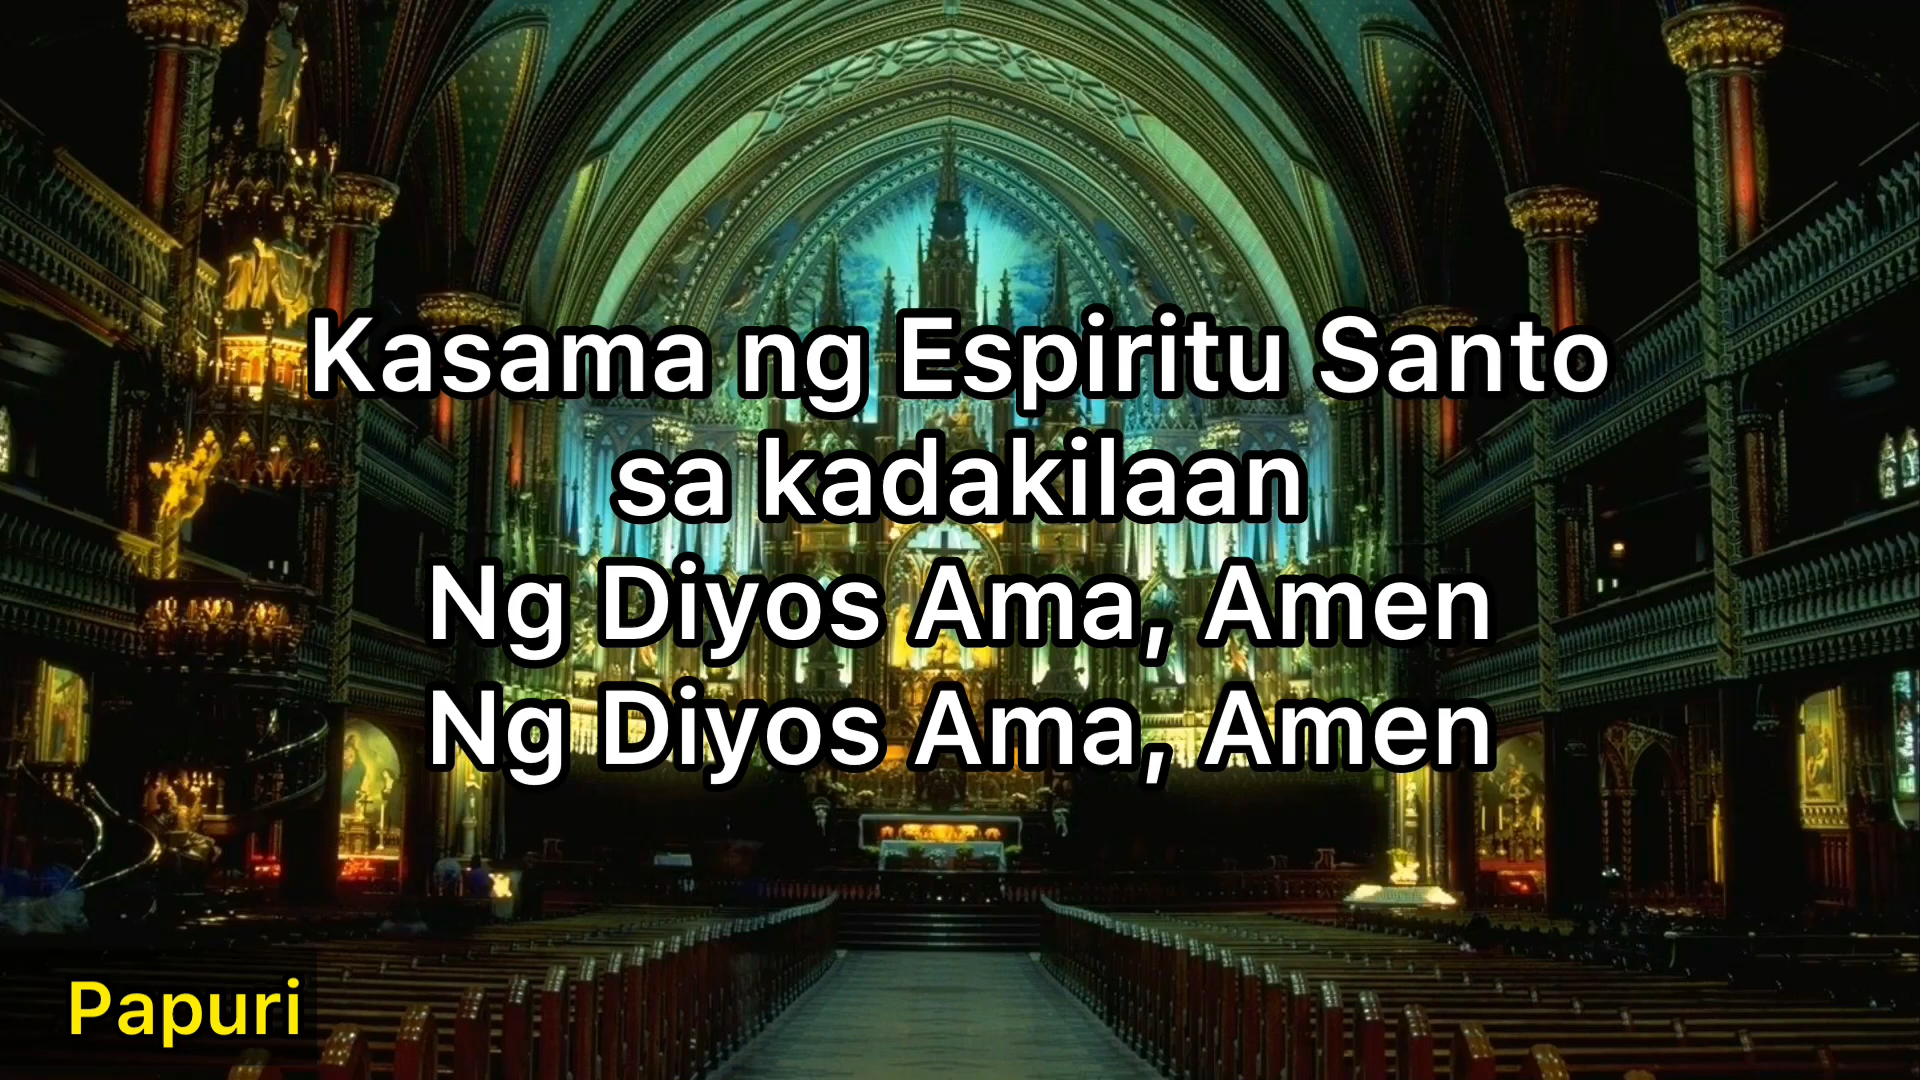 Kasama ng Espiritu Santo
sa kadakilaan
Ng Diyos Ama, Amen
Ng Diyos Ama, Amen
Papuri